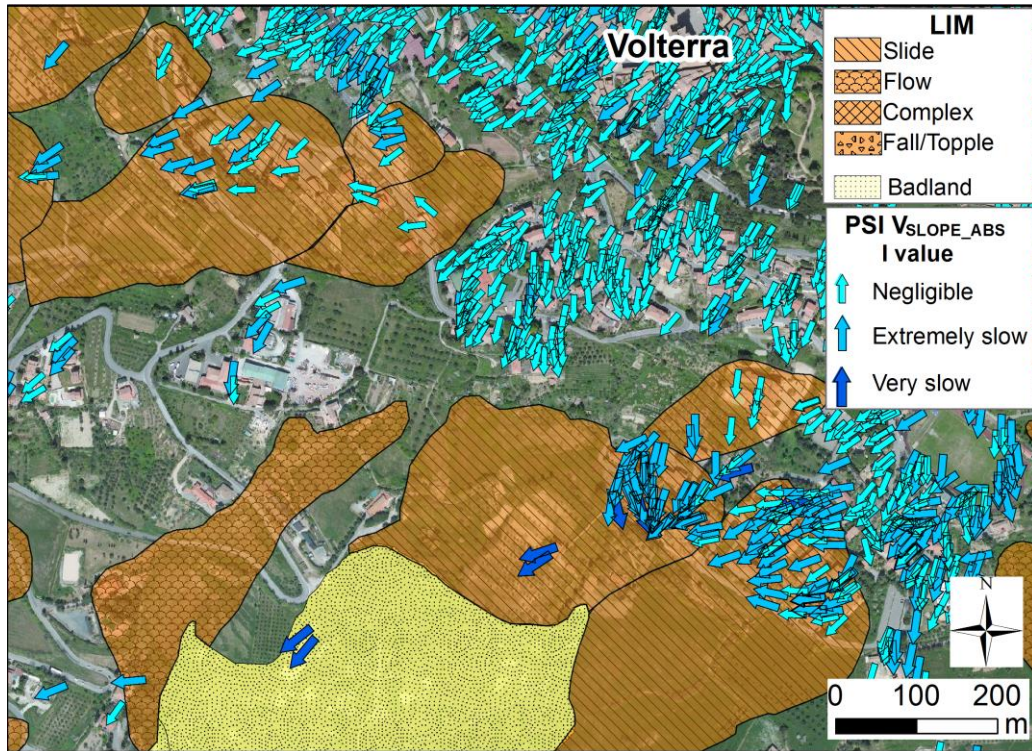 Volterra
LIM
Slide
Flow
Complex
Fall/Topple
Badland
PSI VSLOPE_ABS
I value
Negligible
Extremely slow
Very slow
N
0 100 200
m